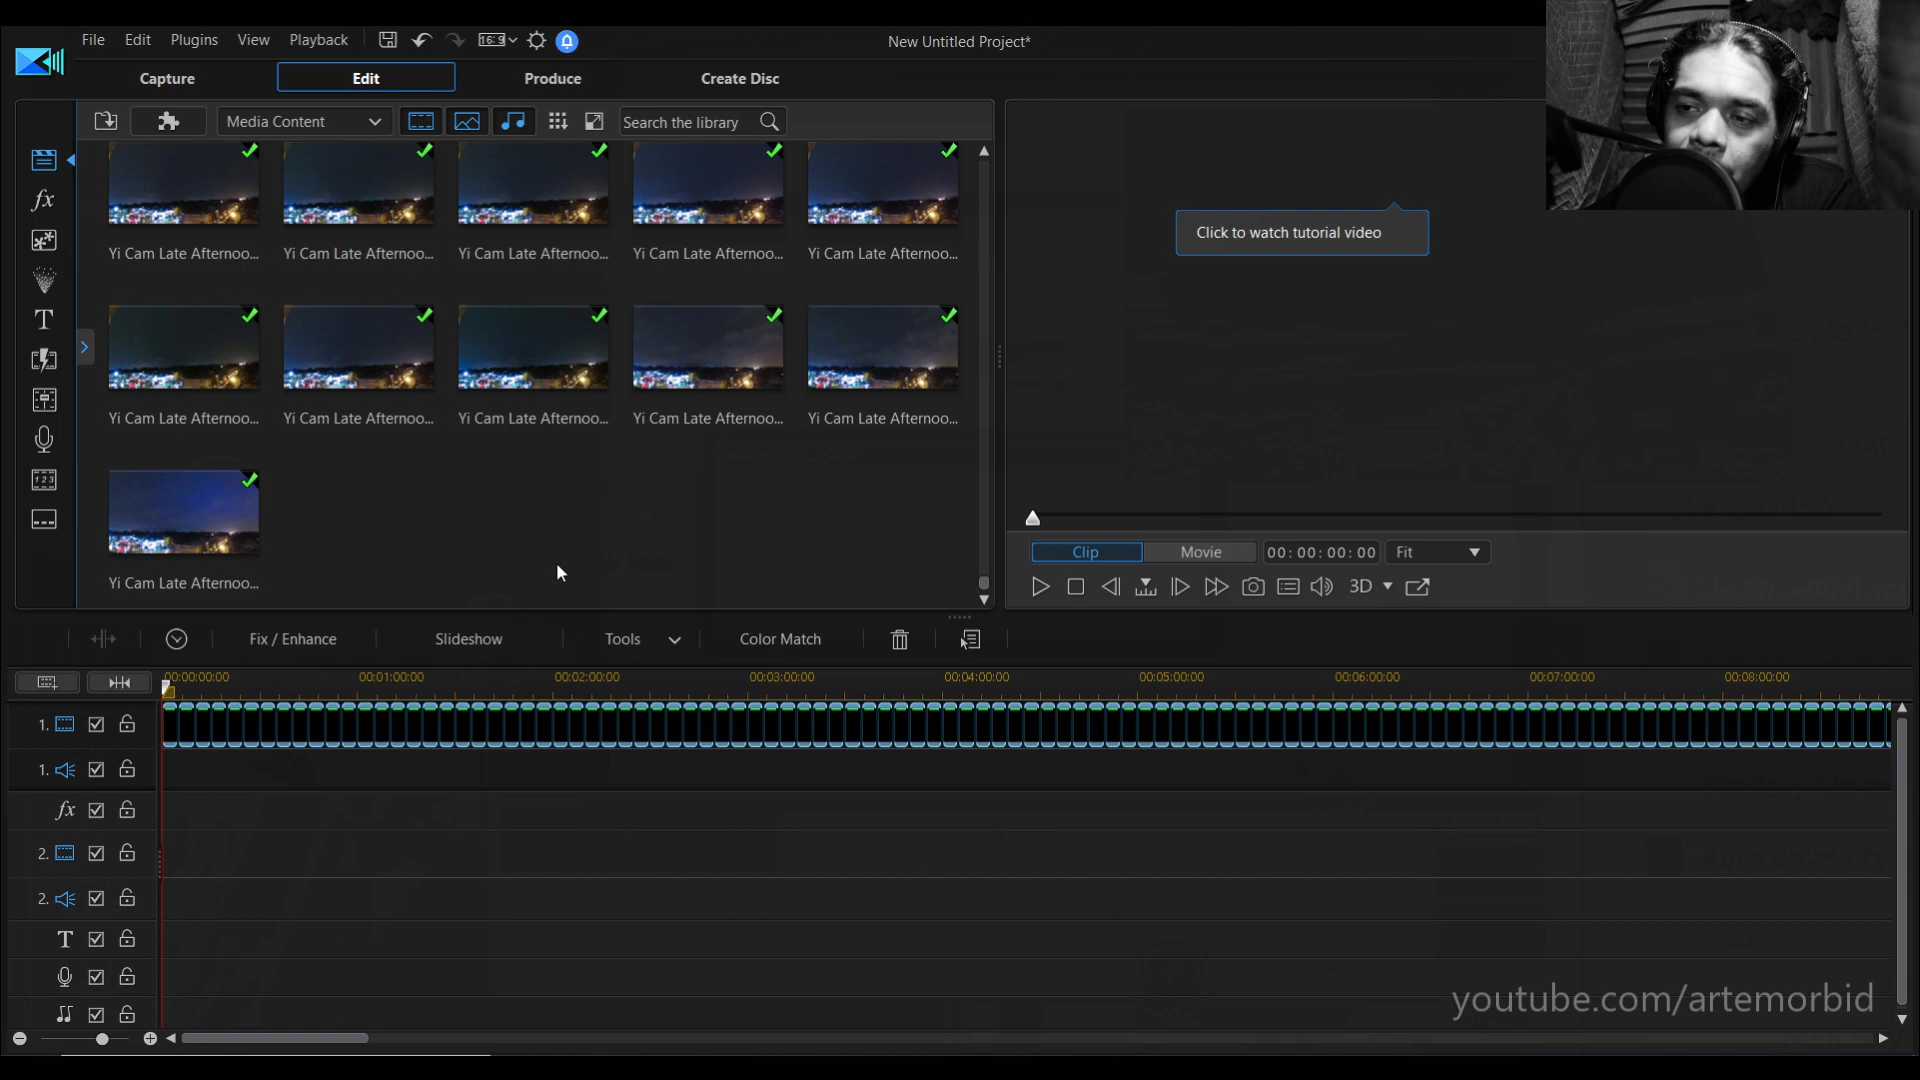 File Edit Plugins View Playback 16:9 New Untitled Project*
Capture Edit Produce Create Disc
Media Content Search the library
Yi Cam Late Afternoo... Yi Cam Late Afternoo... Yi Cam Late Afternoo... Yi Cam Late Afternoo... Yi Cam Late Afternoo...
Click to watch tutorial video
fx
T
Yi Cam Late Afternoo... Yi Cam Late Afternoo... Yi Cam Late Afternoo... Yi Cam Late Afternoo... Yi Cam Late Afternoo...
1 2 3
Yi Cam Late Afternoo...
Clip Movie 00:00:00:00 Fit
3D
Fix / Enhance Slideshow Tools Color Match
00:00:00:00 00:01:00:00 00:02:00:00 00:03:00:00 00:04:00:00 00:05:00:00 00:06:00:00 00:07:00:00 00:08:00:00
1.
1.
fx
2.
2.
T
youtube.com/artemorbid